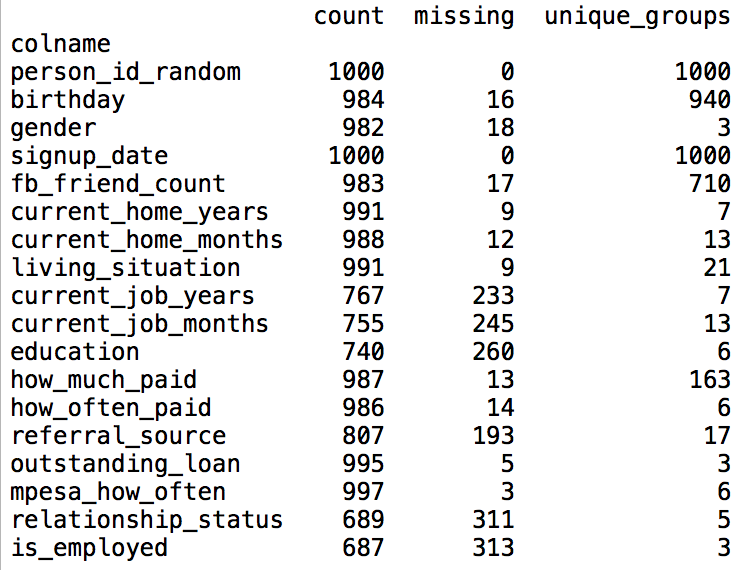 count missing unique_groups
colname
person_id_random 1000 0 1000
birthday 984 16 940
gender 982 18 3
signup_date 1000 0 1000
fb_friend_count 983 17 710
current_home_years 991 9 7
current_home_months 988 12 13
living_situation 991 9 21
current_job_years 767 233 7
current_job_months 755 245 13
education 740 260 6
how_much_paid 987 13 163
how_often_paid 986 14 6
referral_source 807 193 17
outstanding_loan 995 5 3
mpesa_how_often 997 3 6
relationship_status 689 311 5
is_employed 687 313 3